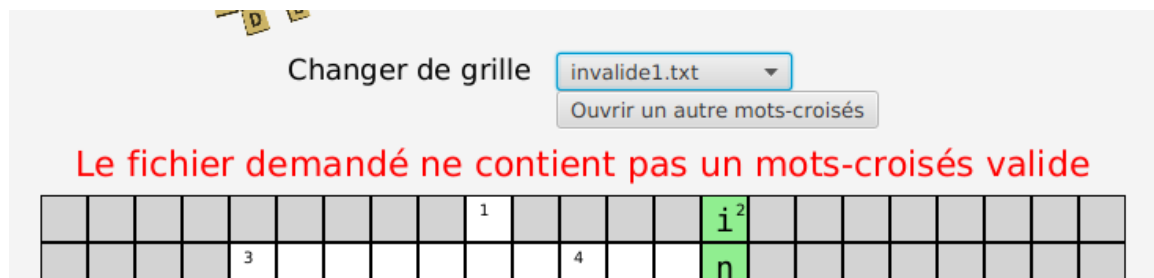 D
Changer de grille invalide1.txt
Ouvrir un autre mots-croisés
Le fichier demandé ne contient pas un mots-croisés valide
1 i 2
3 4 n